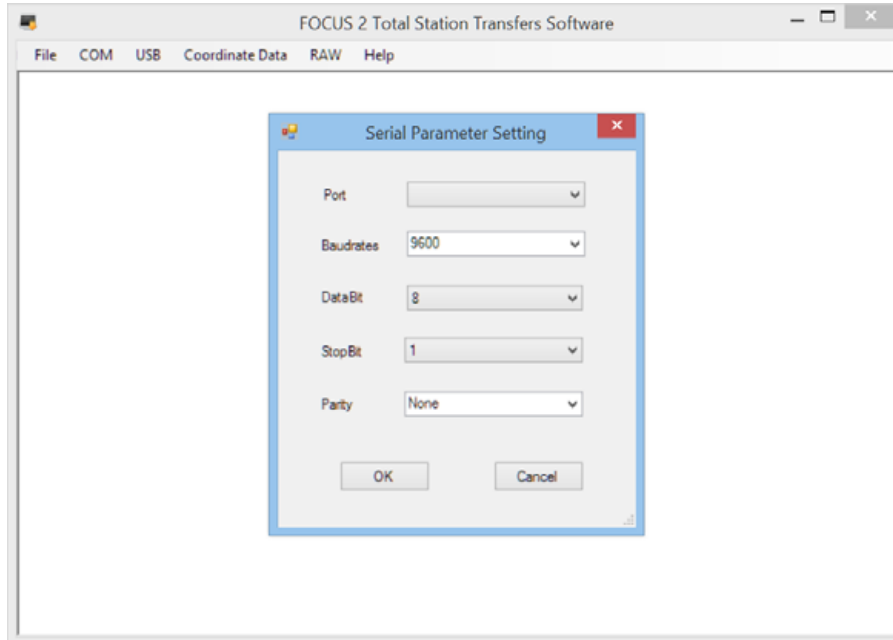 FOCUS 2 Total Station Transfers Software
File COM USB Coordinate Data RAW Help
Serial Parameter Setting
Port
Baudrates 9600
DataBit 8
StopBit 1
Parity None
OK Cancel